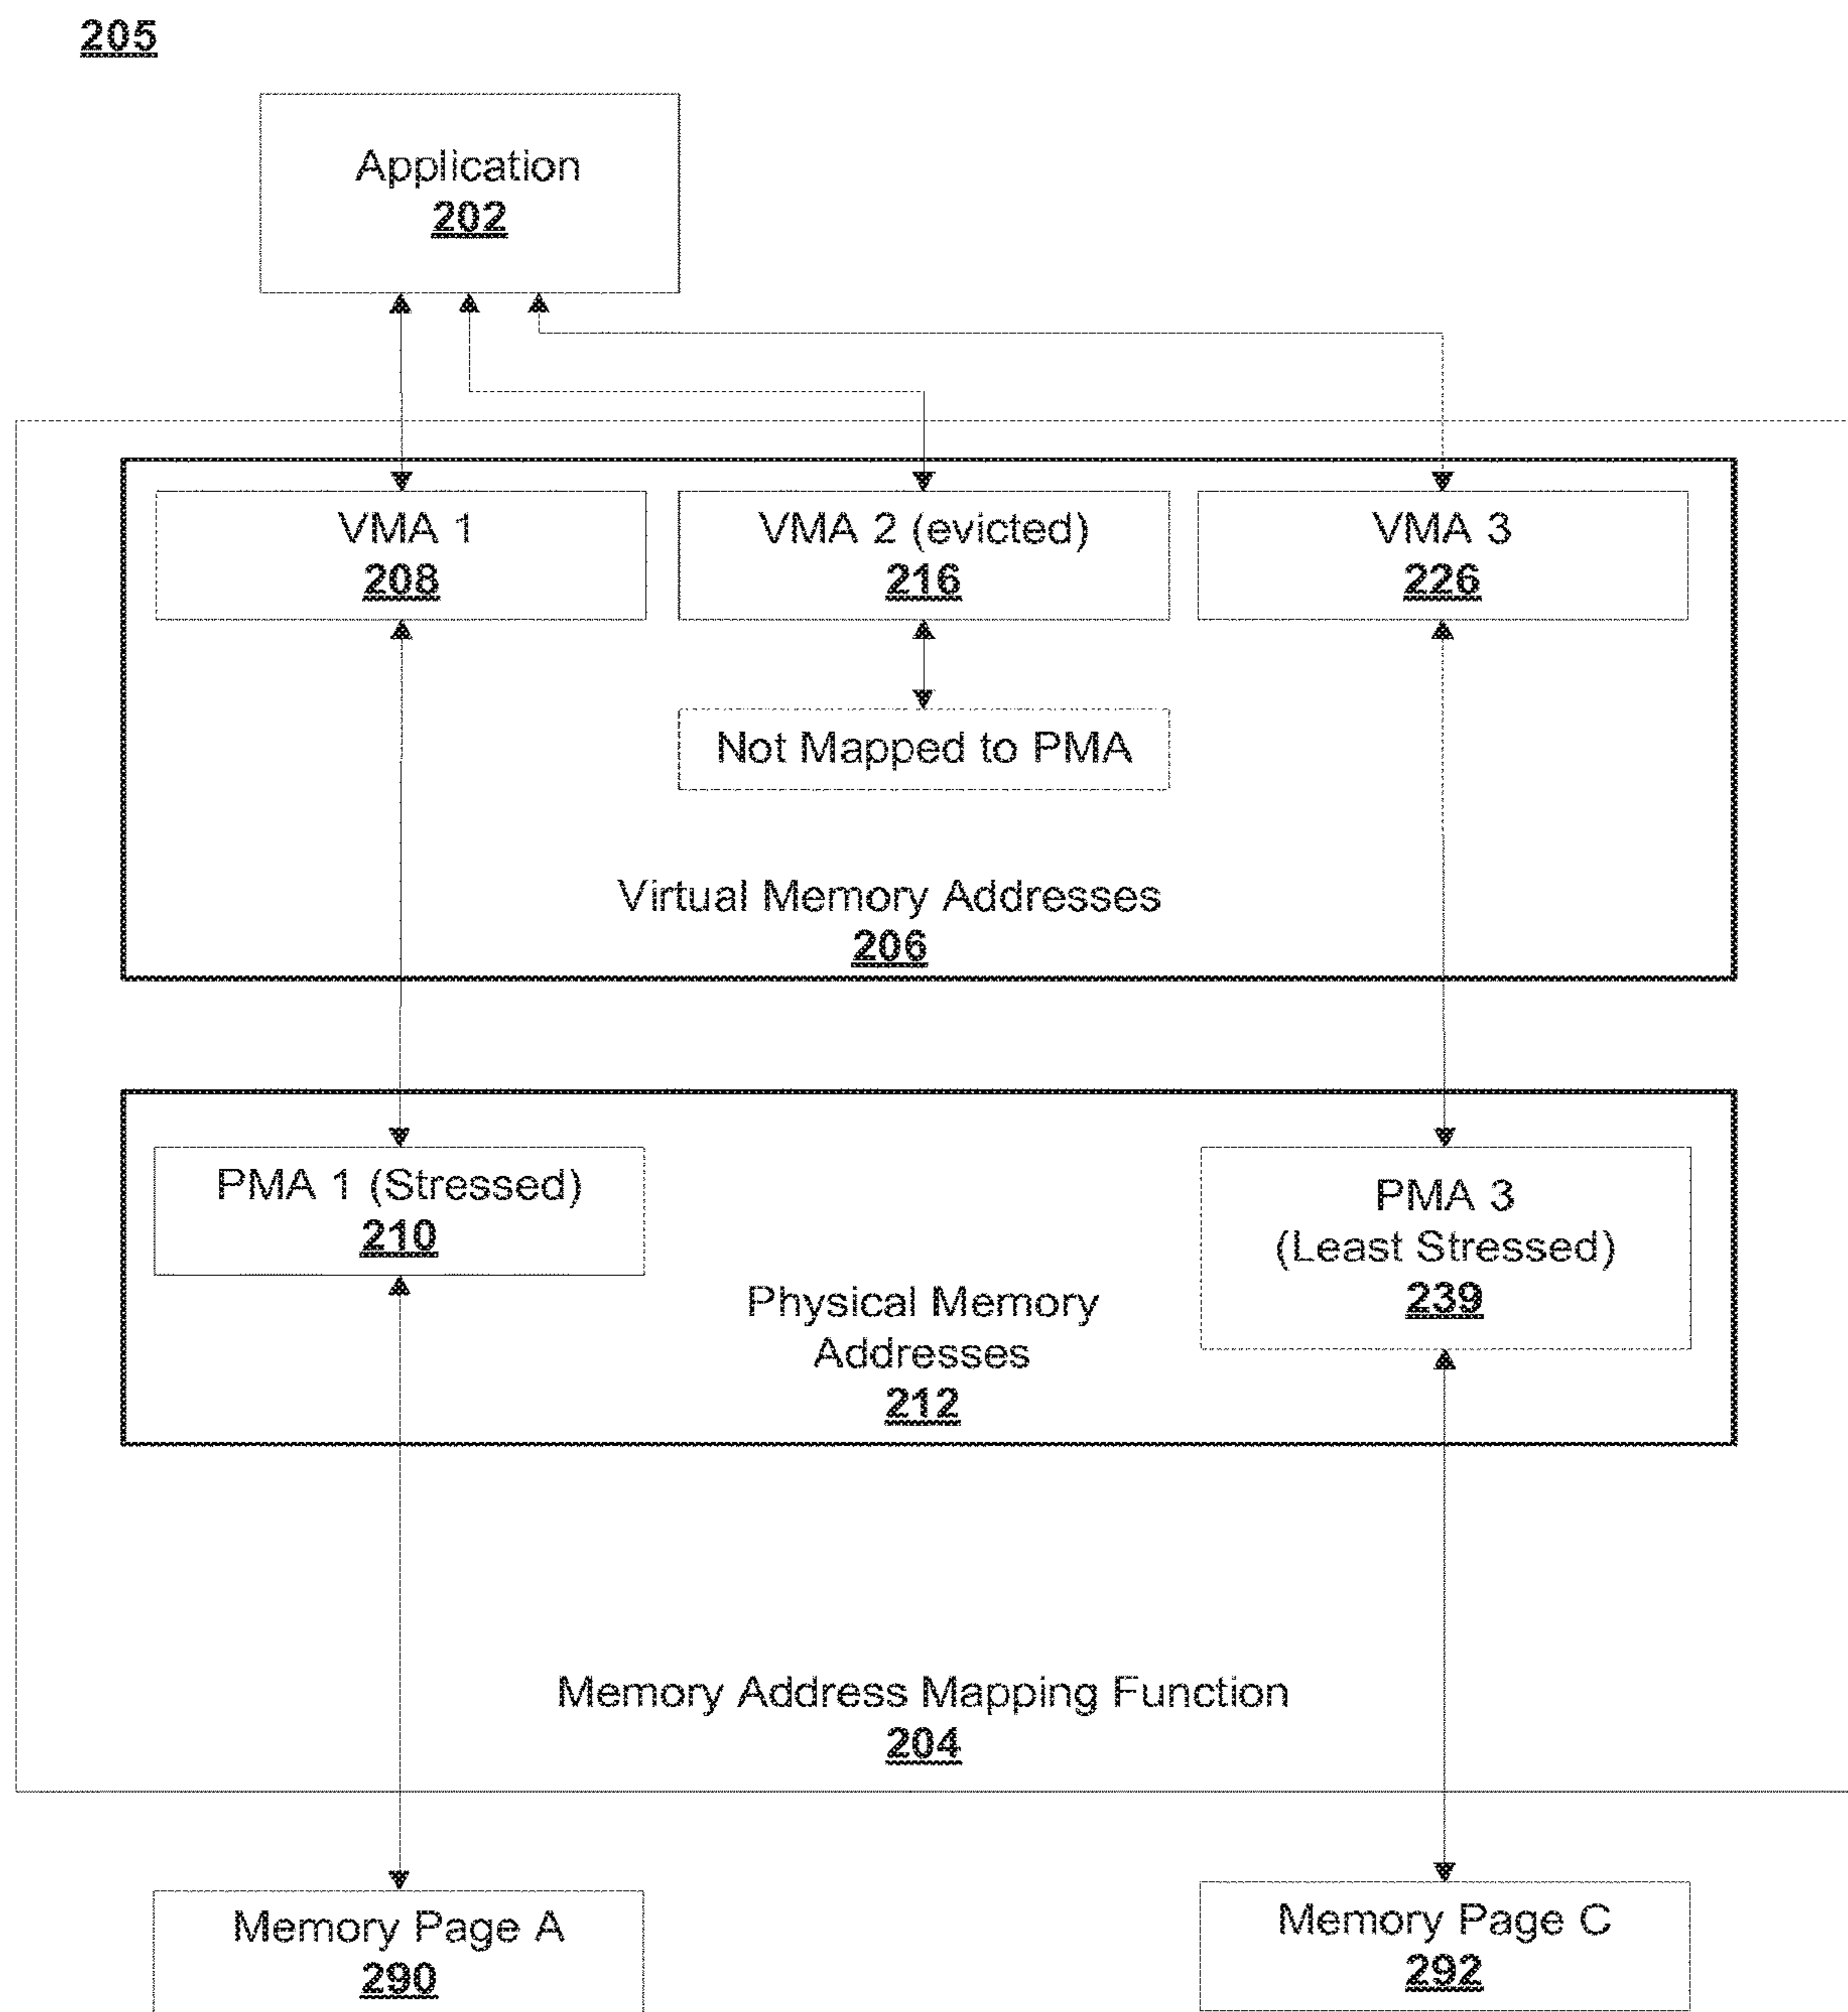 205
Application
202
VMA 1
208
VMA 2 (evicted)
216
VMA 3
226
Not Mapped to PMA
Virtual Memory Addresses
206
PMA 1 (Stressed)
210
PMA 3
(Least Stressed)
239
Physical Memory
Addresses
212
Memory Address Mapping Function
204
Memory Page A
290
Memory Page C
292